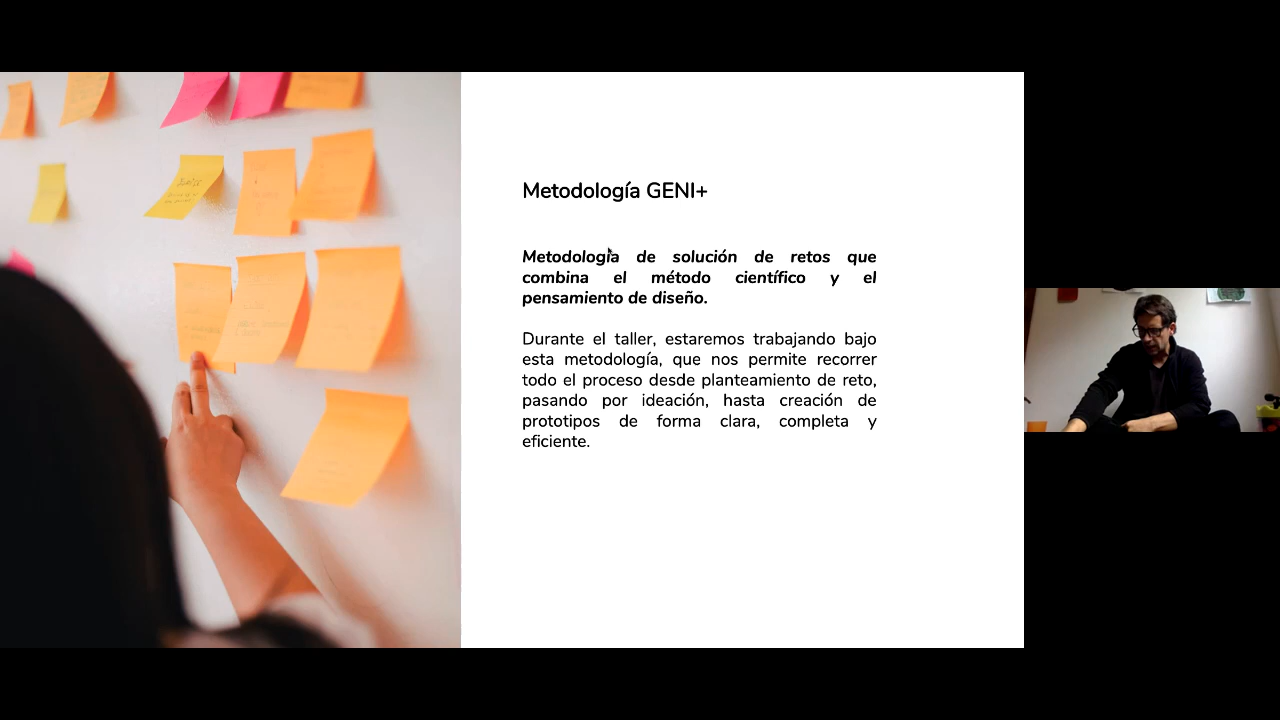 Metodología GENI+
Metodología de solución de retos que
combina el método científico y el
pensamiento de diseño.
Durante el taller, estaremos trabajando bajo
esta metodología, que nos permite recorrer
todo el proceso desde planteamiento de reto,
pasando por ideación, hasta creación de
prototipos de forma clara, completa y
eficiente.